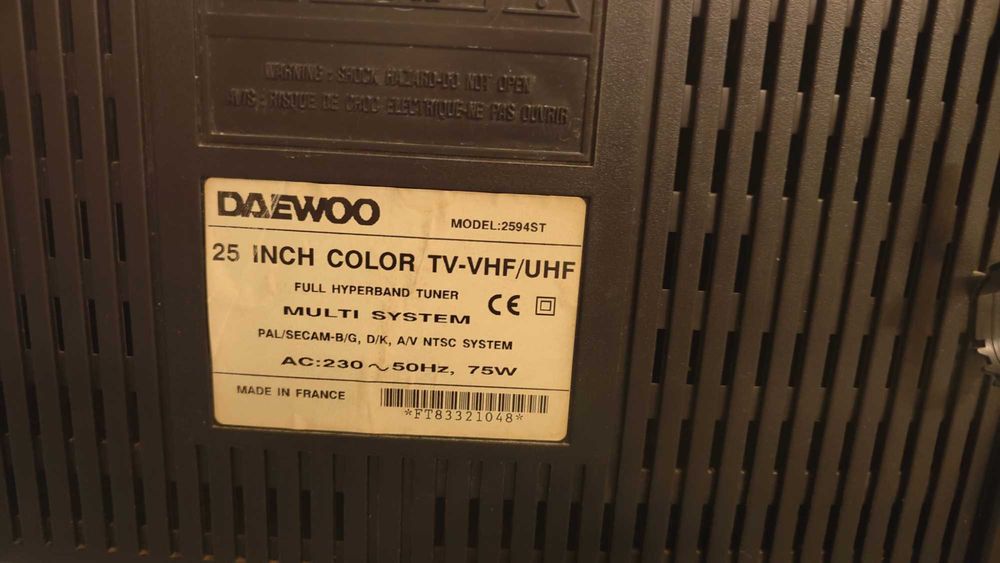 WARNING : SHOCK HAZARD-DO NOT OPEN
AVIS : RISQUE DE CHOC ELECTRIQUE-NE PAS OUVRIR
DAEWOO
MODEL:2594ST
25 INCH COLOR TV-VHF/UHF
FULL HYPERBAND TUNER
CE
MULTI SYSTEM
PAL/SECAM-B/G, D/K, A/V NTSC SYSTEM
AC:230 ~ 50Hz, 75W
MADE IN FRANCE
*FT83321048*